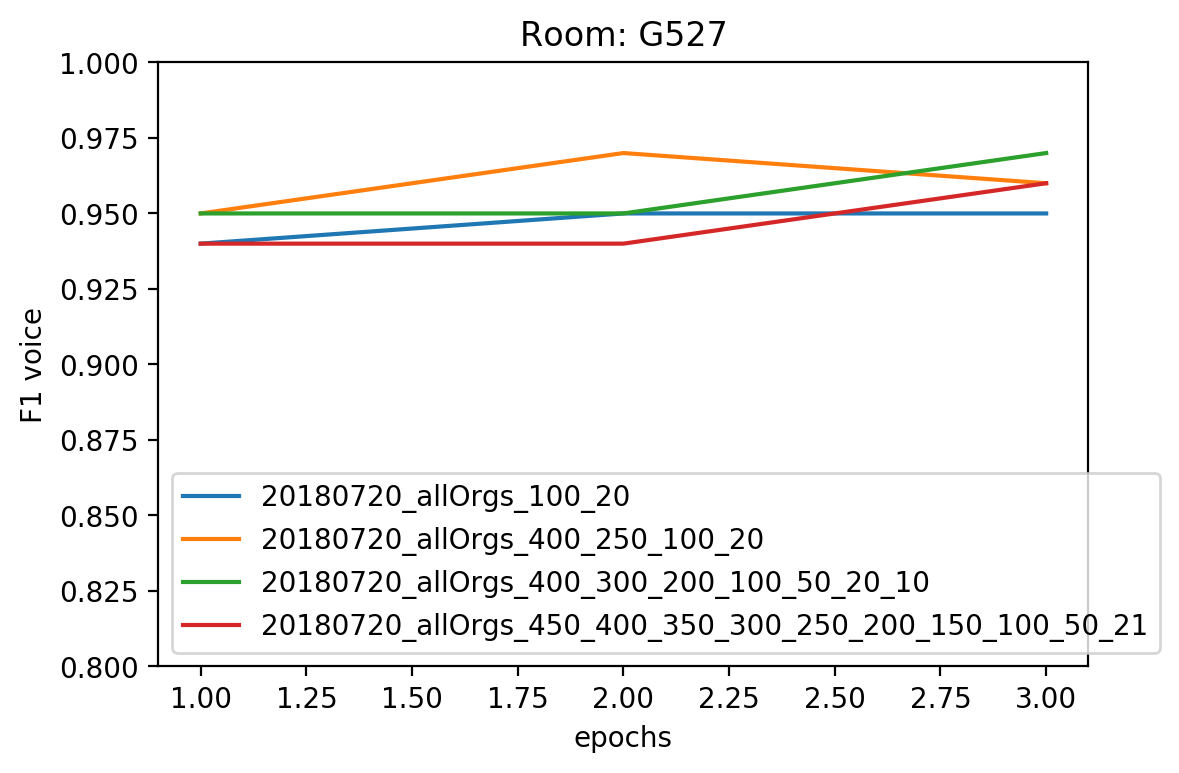 Room: G527
1.000
0.975
0.950
0.925
0.900
0.875
0.850
0.825
0.800
F1 voice
20180720_allOrgs_100_20
20180720_allOrgs_400_250_100_20
20180720_allOrgs_400_300_200_100_50_20_10
20180720_allOrgs_450_400_350_300_250_200_150_100_50_21
1.00 1.25 1.50 1.75 2.00 2.25 2.50 2.75 3.00
epochs